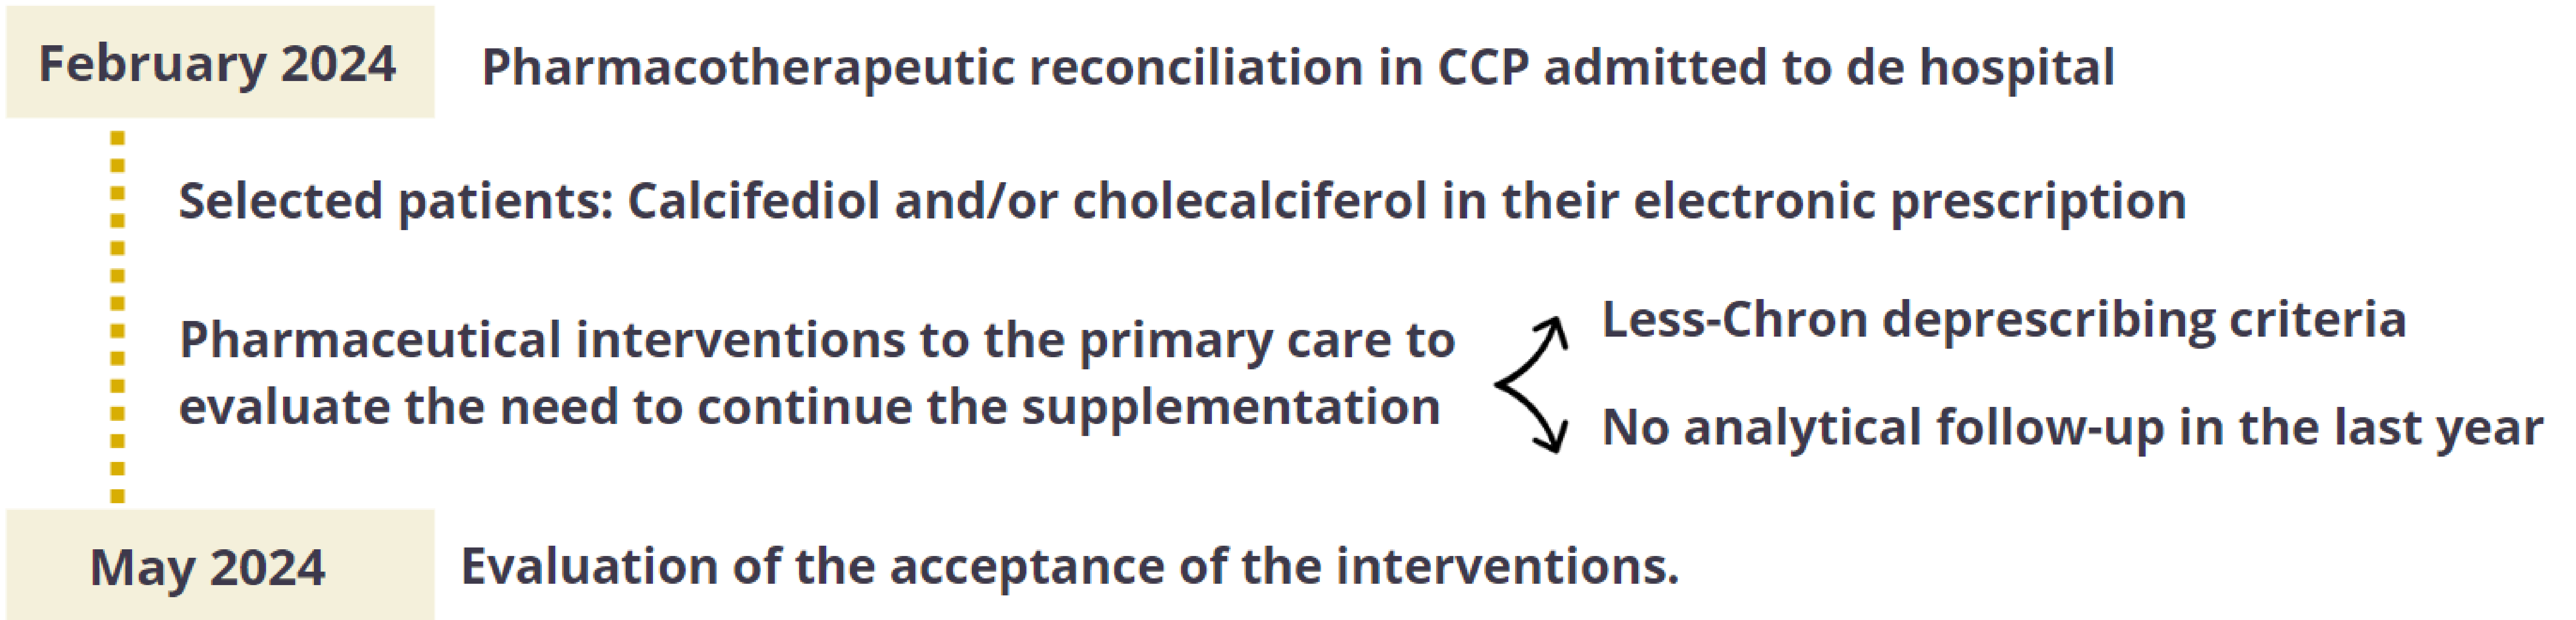 February 2024
Pharmacotherapeutic reconciliation in CCP admitted to de hospital
Selected patients: Calcifediol and/or cholecalciferol in their electronic prescription
Pharmaceutical interventions to the primary care to
evaluate the need to continue the supplementation
Less-Chron deprescribing criteria
No analytical follow-up in the last year
May 2024
Evaluation of the acceptance of the interventions.